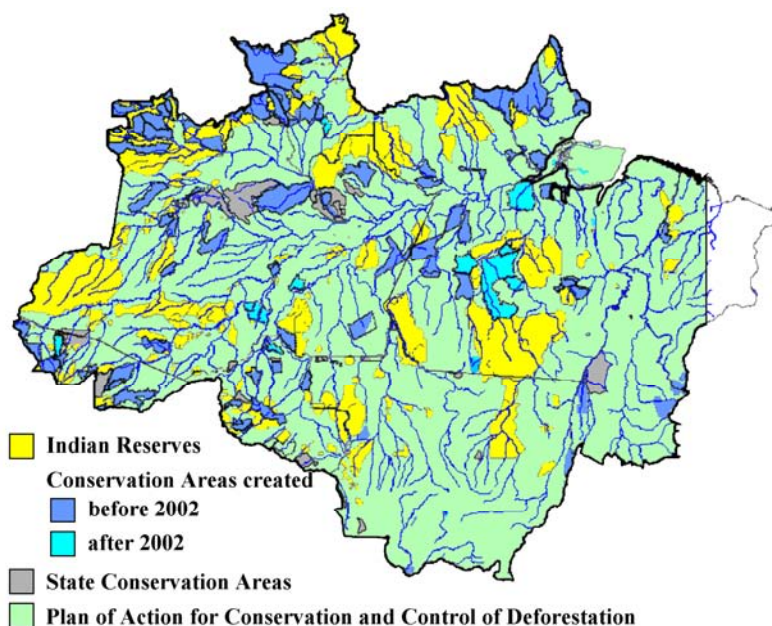 Indian Reserves
Conservation Areas created
before 2002
after 2002
State Conservation Areas
Plan of Action for Conservation and Control of Deforestation